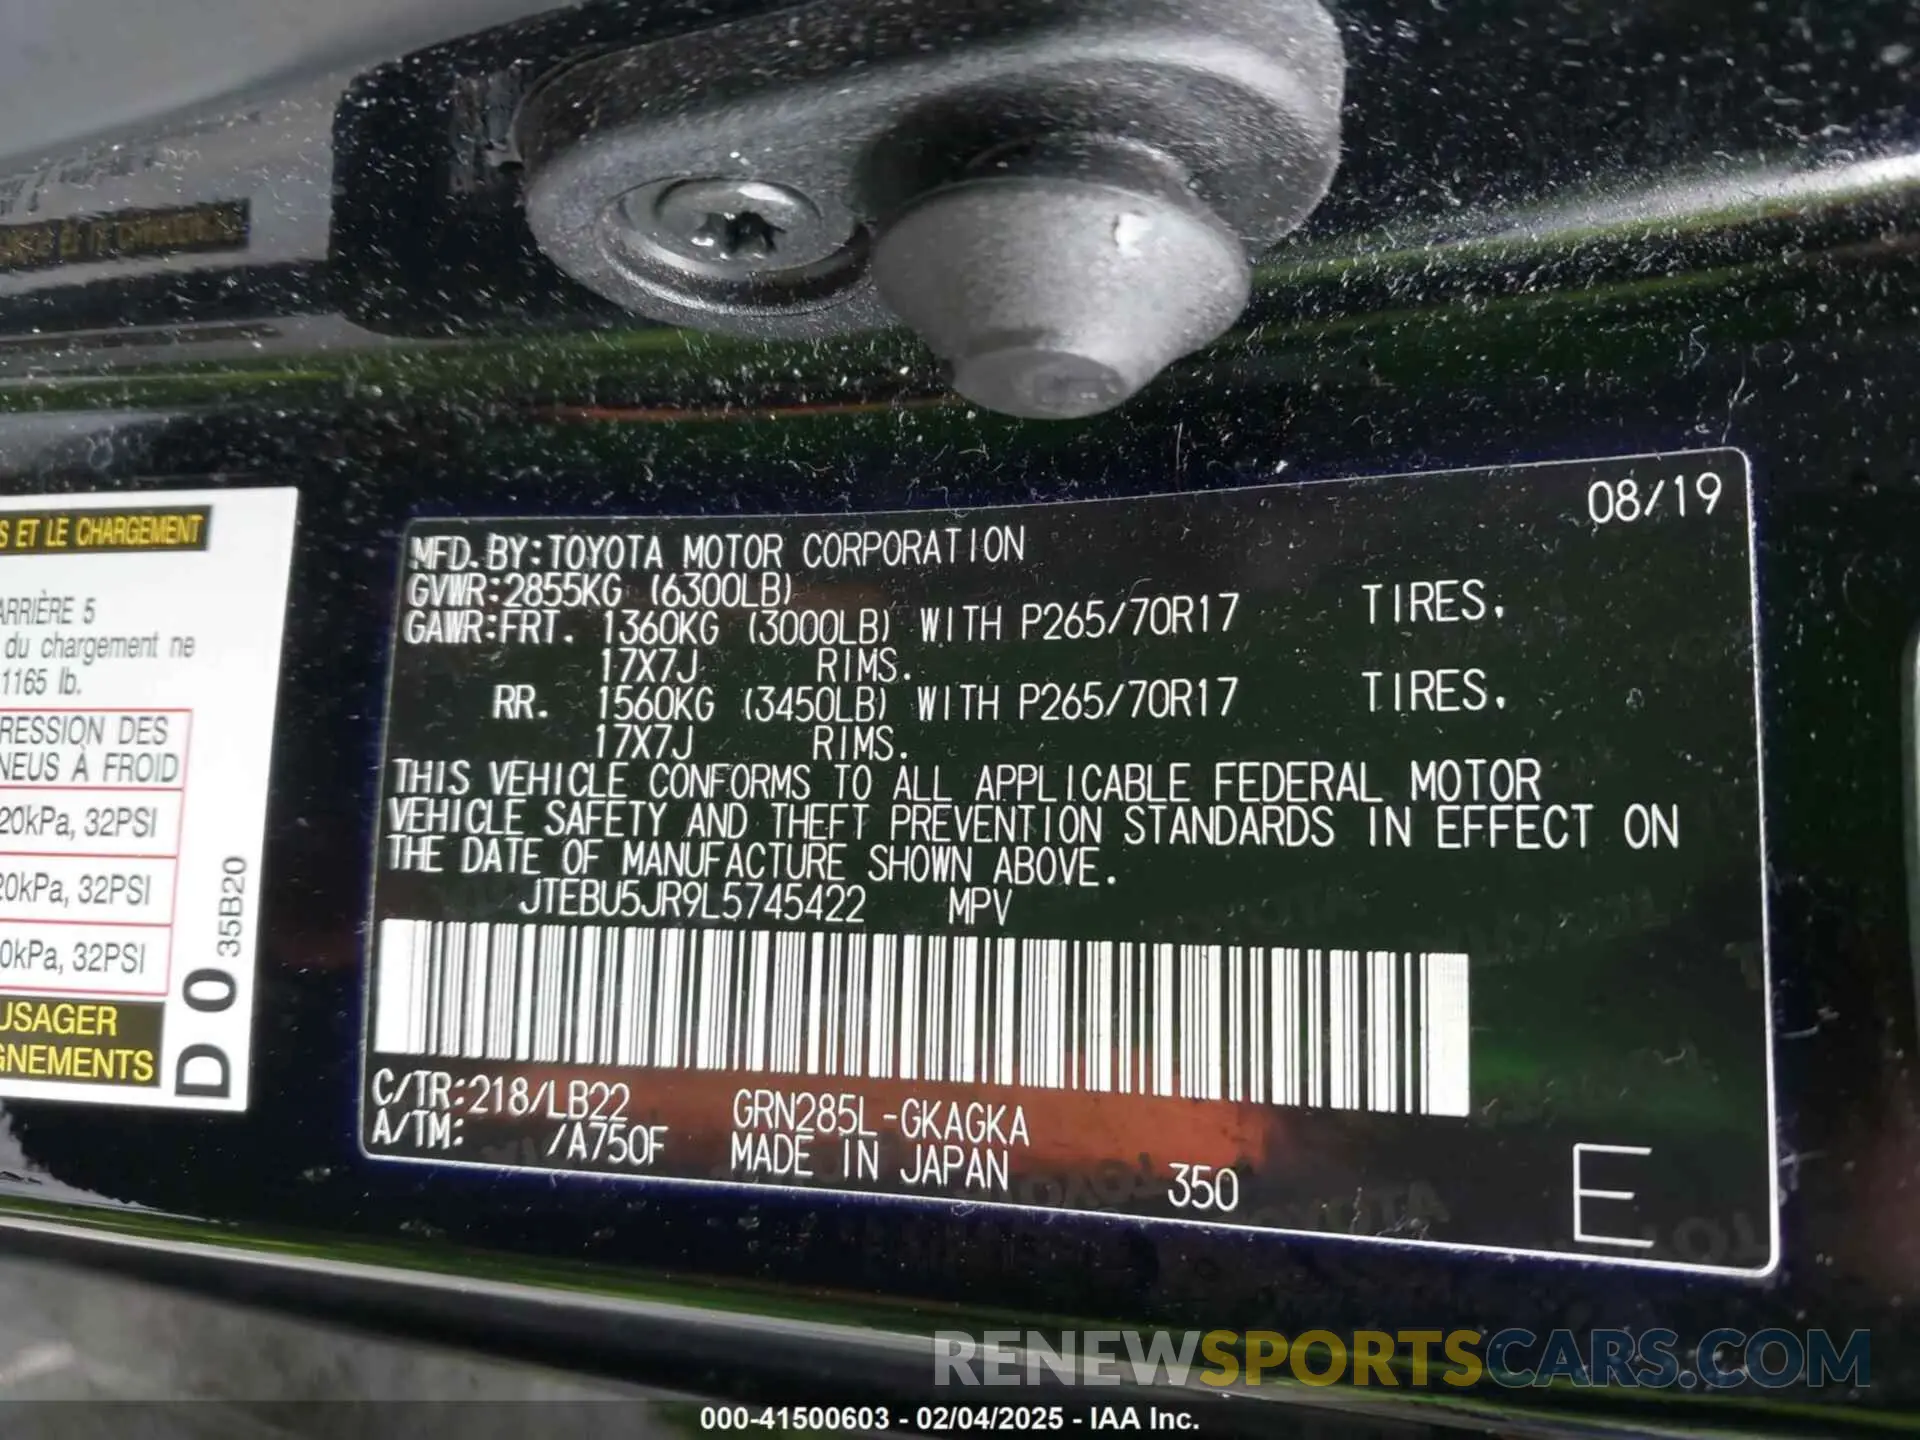 S ET LE CHARGEMENT
ARRIÈRE 5
du chargement ne
1165 lb.
RESSION DES
NEUS À FROID
20kPa, 32PSI
20kPa, 32PSI
0kPa, 32PSI
USAGER
GNEMENTS
D 0 35B20
08/19
MFD. BY:TOYOTA MOTOR CORPORATION
GVWR:2855KG (6300LB)
GAWR:FRT. 1360KG (3000LB) WITH P265/70R17 TIRES.
17X7J RIMS.
RR. 1560KG (3450LB) WITH P265/70R17 TIRES.
17X7J RIMS.
THIS VEHICLE CONFORMS TO ALL APPLICABLE FEDERAL MOTOR
VEHICLE SAFETY AND THEFT PREVENTION STANDARDS IN EFFECT ON
THE DATE OF MANUFACTURE SHOWN ABOVE.
JTEBU5JR9L5745422 MPV
C/TR:218/LB22 GRN285L-GKAGKA
A/TM: /A750F MADE IN JAPAN 350
E
RENEWSPORTSCARS.COM
000-41500603 - 02/04/2025 - IAA Inc.